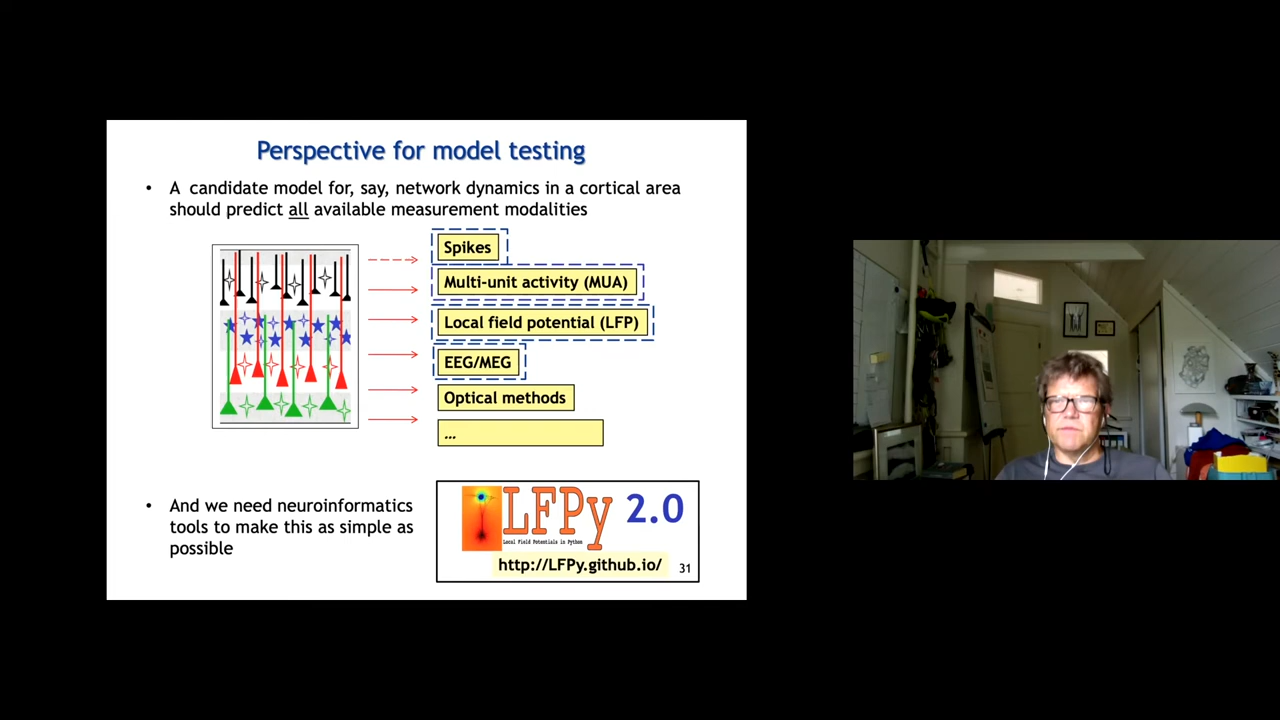 Perspective for model testing
• A candidate model for, say, network dynamics in a cortical area
should predict all available measurement modalities
Spikes
Multi-unit activity (MUA)
Local field potential (LFP)
EEG/MEG
Optical methods
...
• And we need neuroinformatics
tools to make this as simple as
possible
LFPy 2.0
Local Field Potentials in Python
http://LFPy.github.io/
31